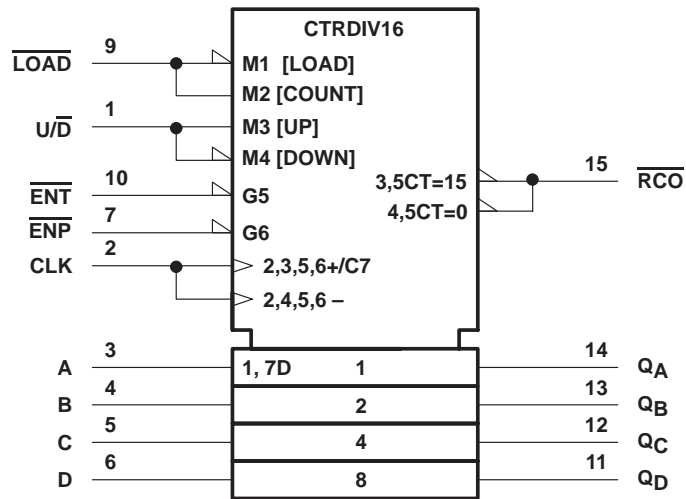 CTRDIV16
LOAD 9 M1 [LOAD]
M2 [COUNT]
U/D 1 M3 [UP]
M4 [DOWN]
ENT 10 G5
3,5CT=15 15 RCO
4,5CT=0
ENP 7 G6
CLK 2 2,3,5,6+/C7
2,4,5,6 –
A 3 1, 7D 1 14 QA
B 4 2 13 QB
C 5 4 12 QC
D 6 8 11 QD